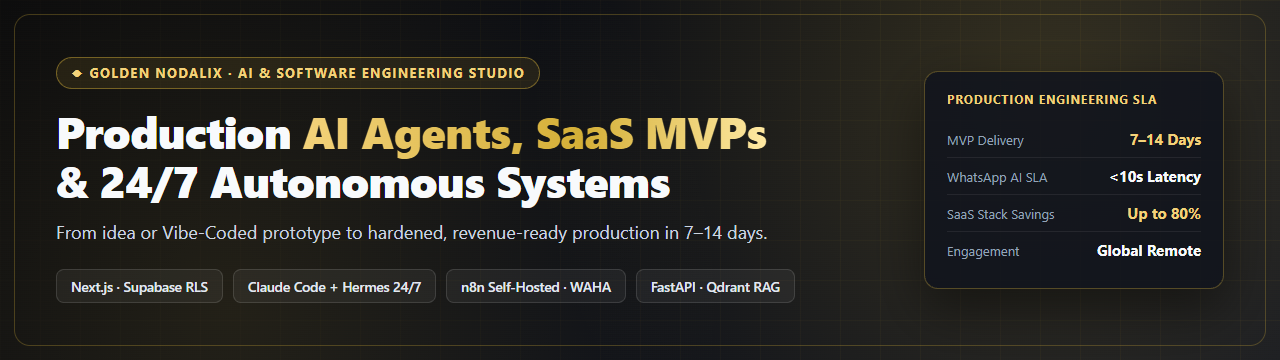 GOLDEN NODALIX · AI & SOFTWARE ENGINEERING STUDIO
Production AI Agents, SaaS MVPs
& 24/7 Autonomous Systems
From idea or Vibe-Coded prototype to hardened, revenue-ready production in 7–14 days.
Next.js · Supabase RLS
Claude Code + Hermes 24/7
n8n Self-Hosted · WAHA
FastAPI · Qdrant RAG
PRODUCTION ENGINEERING SLA
MVP Delivery 7–14 Days
WhatsApp AI SLA <10s Latency
SaaS Stack Savings Up to 80%
Engagement Global Remote